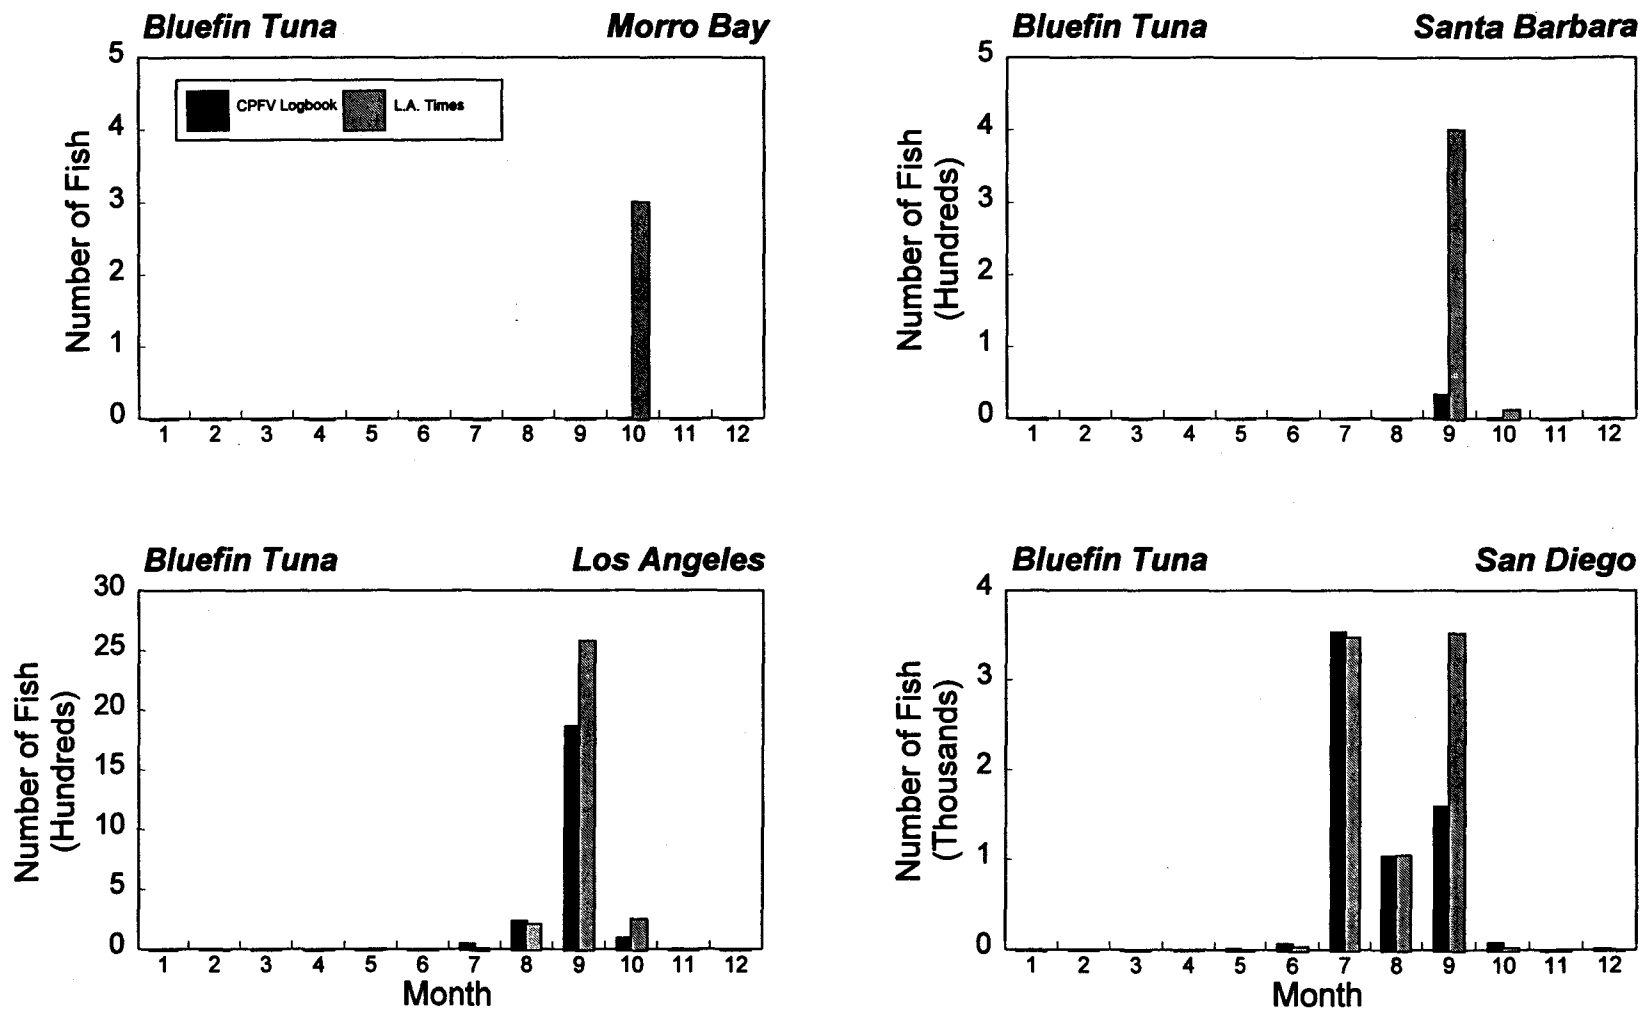 Bluefin Tuna Morro Bay
5
4
3
2
1
0
Number of Fish
CPFV Logbook L.A. Times
1 2 3 4 5 6 7 8 9 10 11 12
Bluefin Tuna Santa Barbara
5
4
3
2
1
0
Number of Fish
(Hundreds)
1 2 3 4 5 6 7 8 9 10 11 12
Bluefin Tuna Los Angeles
30
25
20
15
10
5
0
Number of Fish
(Hundreds)
1 2 3 4 5 6 7 8 9 10 11 12
Month
Bluefin Tuna San Diego
4
3
2
1
0
Number of Fish
(Thousands)
1 2 3 4 5 6 7 8 9 10 11 12
Month